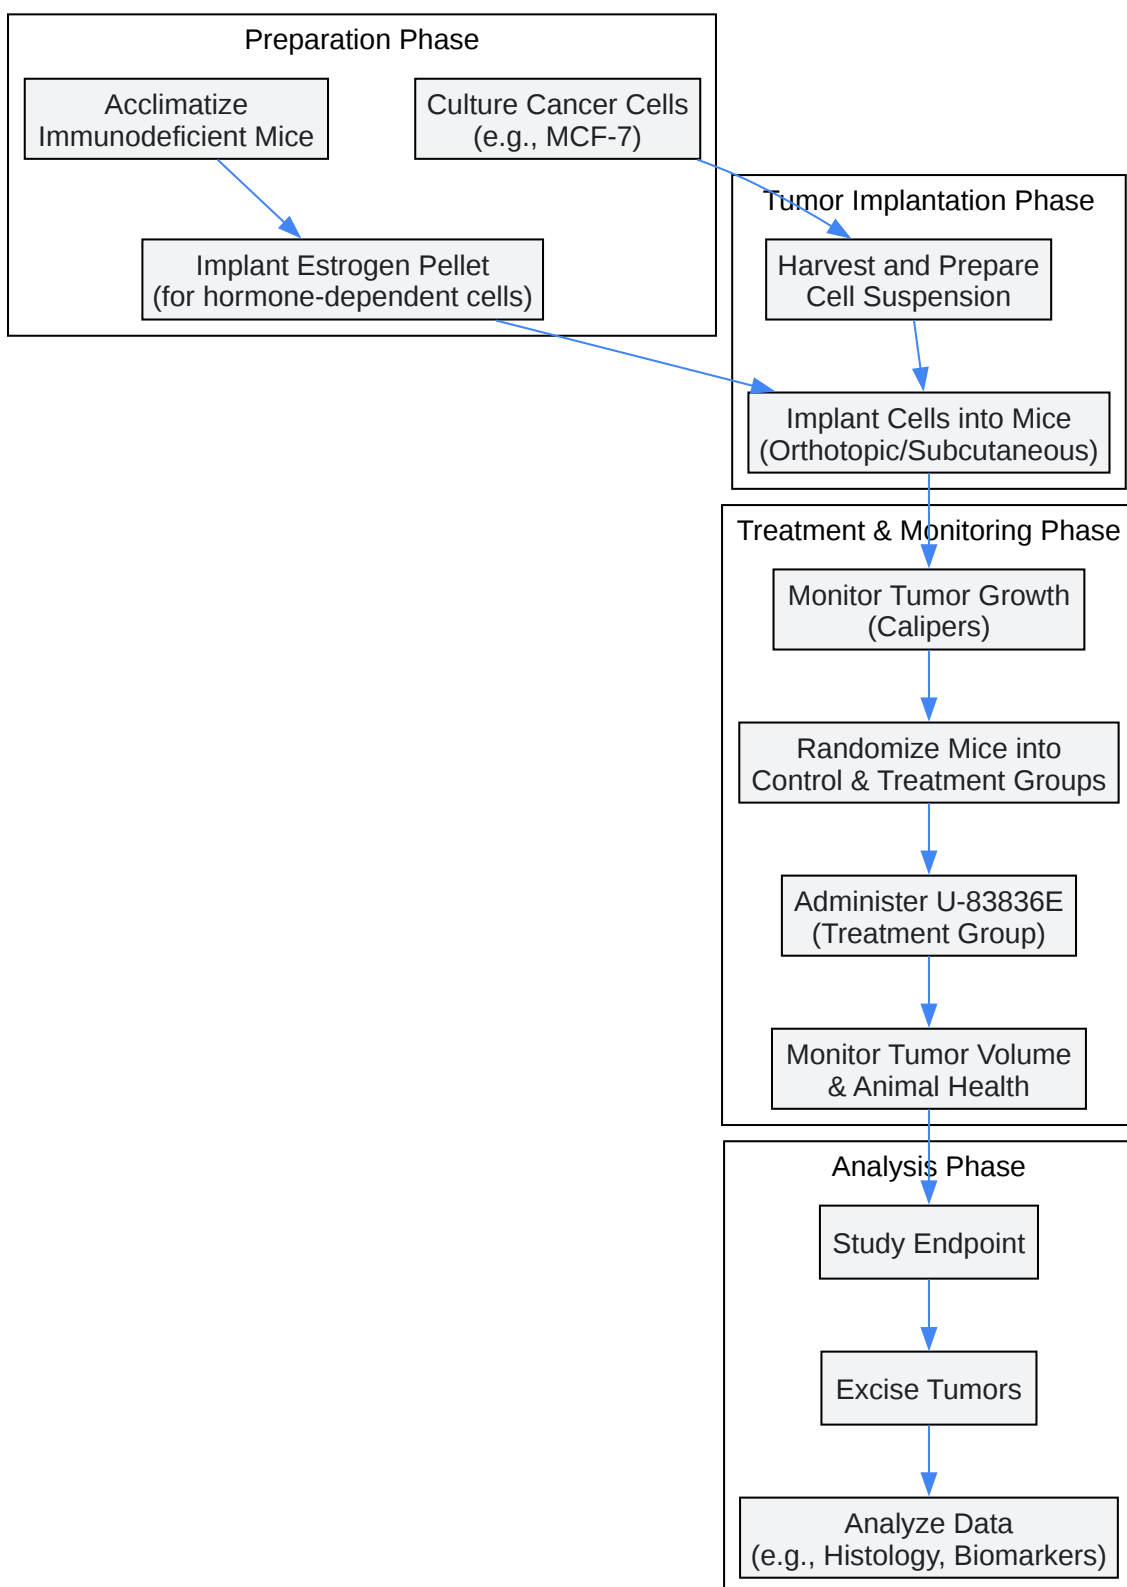 Preparation Phase
Acclimatize
Immunodeficient Mice
Culture Cancer Cells
(e.g., MCF-7)
Implant Estrogen Pellet
(for hormone-dependent cells)
Tumor Implantation Phase
Harvest and Prepare
Cell Suspension
Implant Cells into Mice
(Orthotopic/Subcutaneous)
Treatment & Monitoring Phase
Monitor Tumor Growth
(Calipers)
Randomize Mice into
Control & Treatment Groups
Administer U-83836E
(Treatment Group)
Monitor Tumor Volume
& Animal Health
Analysis Phase
Study Endpoint
Excise Tumors
Analyze Data
(e.g., Histology, Biomarkers)